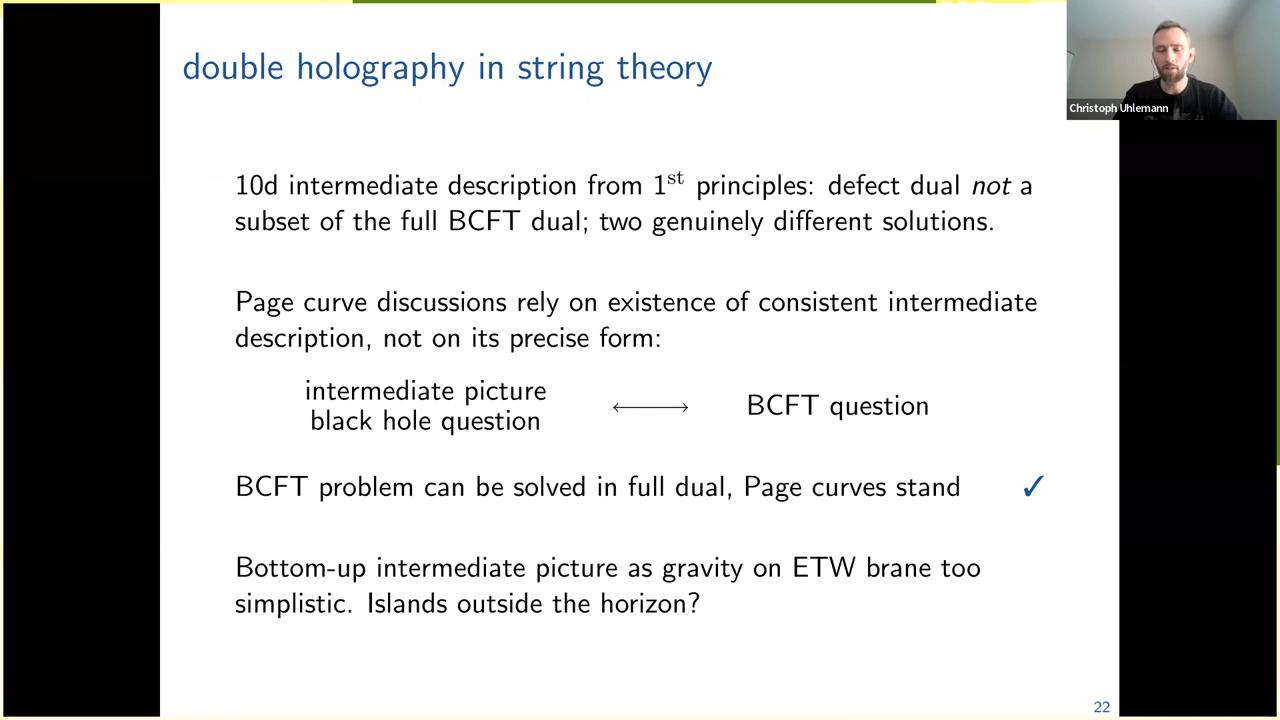 double holography in string theory
Christoph Uhlemann
10d intermediate description from 1st principles: defect dual not a
subset of the full BCFT dual; two genuinely different solutions.
Page curve discussions rely on existence of consistent intermediate
description, not on its precise form:
intermediate picture
black hole question
⟷
BCFT question
BCFT problem can be solved in full dual, Page curves stand ✓
Bottom-up intermediate picture as gravity on ETW brane too
simplistic. Islands outside the horizon?
22